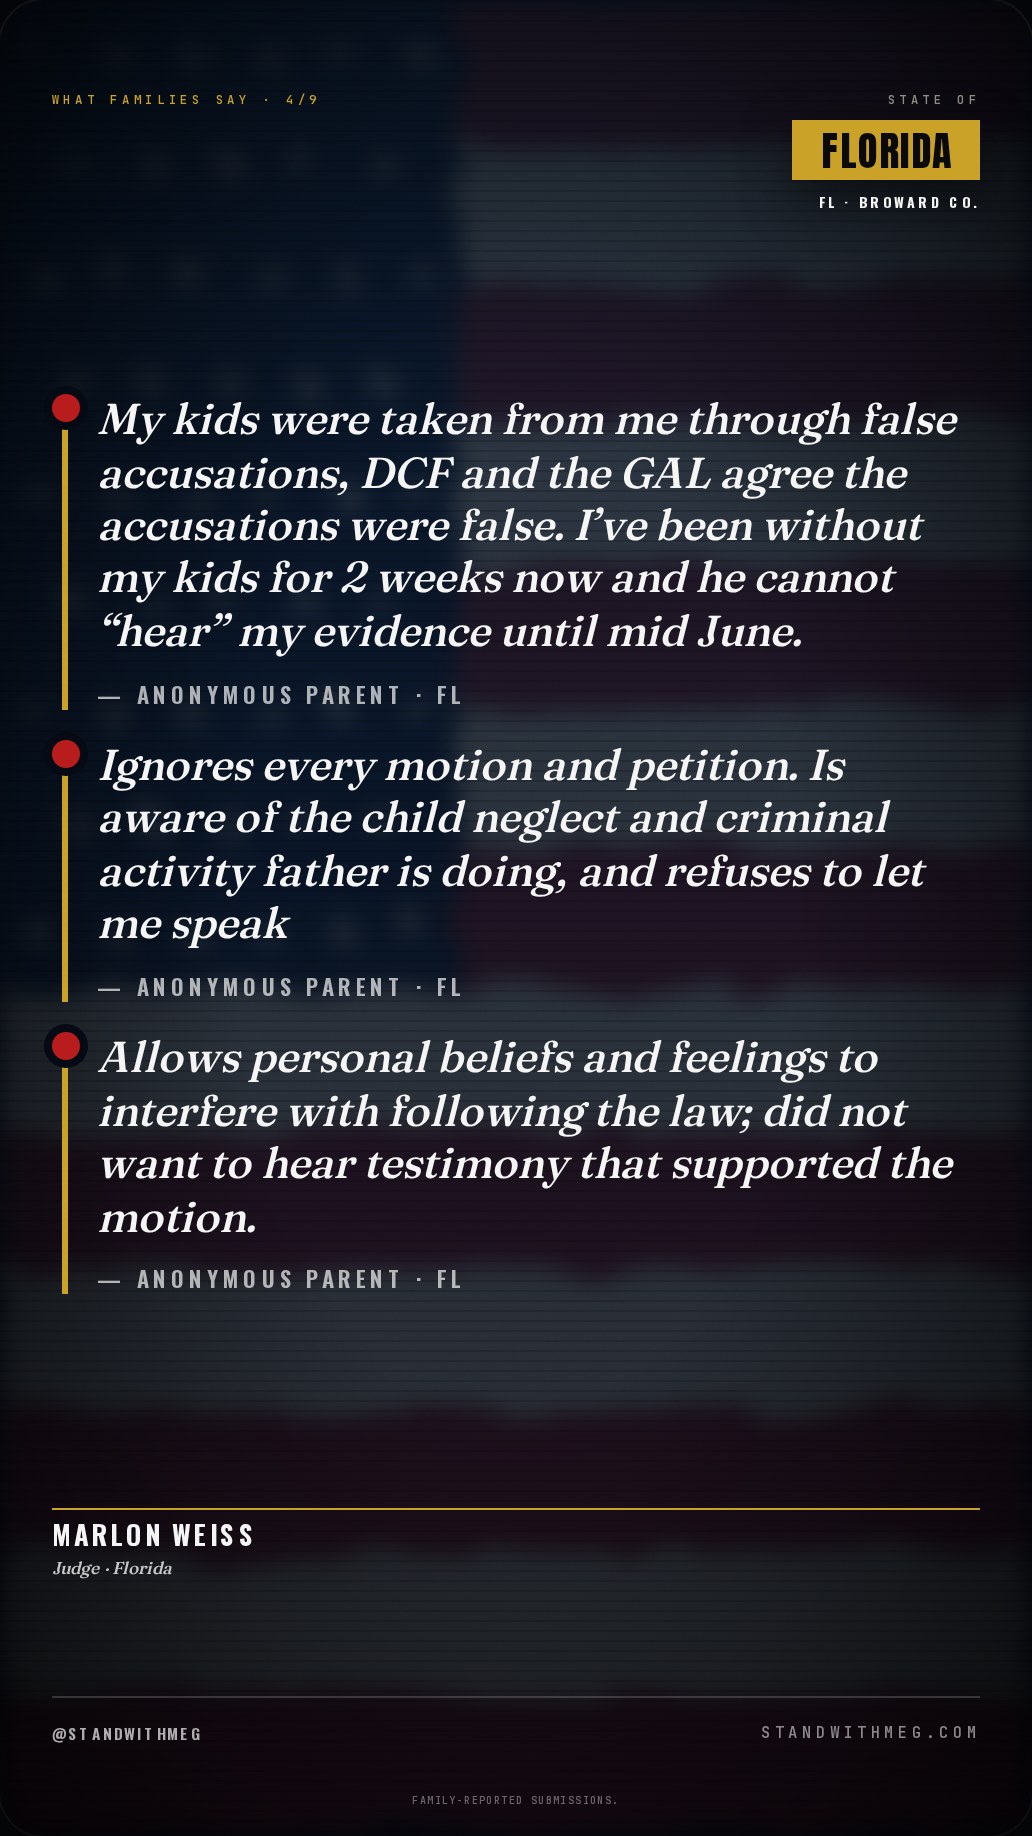 WHAT FAMILIES SAY · 4/9
STATE OF
FLORIDA
FL · BROWARD CO.
My kids were taken from me through false
accusations, DCF and the GAL agree the
accusations were false. I’ve been without
my kids for 2 weeks now and he cannot
“hear” my evidence until mid June.
— ANONYMOUS PARENT · FL
Ignores every motion and petition. Is
aware of the child neglect and criminal
activity father is doing, and refuses to let
me speak
— ANONYMOUS PARENT · FL
Allows personal beliefs and feelings to
interfere with following the law; did not
want to hear testimony that supported the
motion.
— ANONYMOUS PARENT · FL
MARLON WEISS
Judge · Florida
@STANDWITHMEG
STANDWITHMEG.COM
FAMILY-REPORTED SUBMISSIONS.